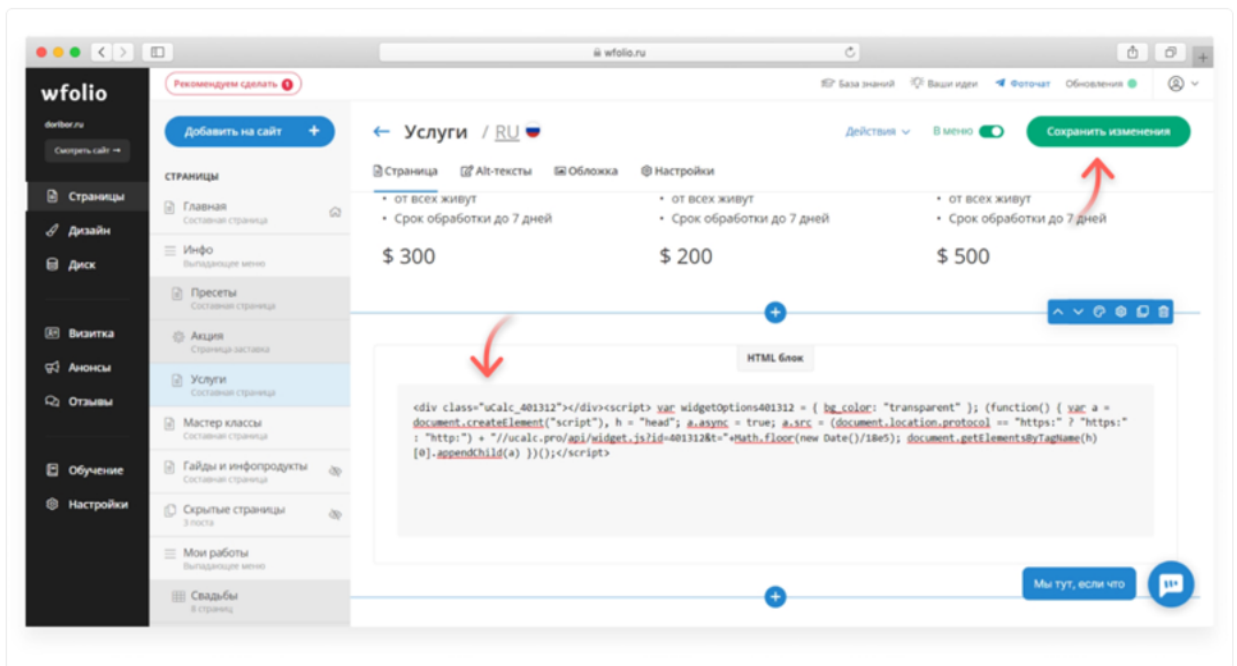 wfolio.ru
wfolio
Рекомендуем сделать 1
База знаний Ваши идеи Фоточат Обновления
doribor.ru
Смотреть сайт →
Добавить на сайт +
← Услуги / RU
Действия В меню Сохранить изменения
Страница Alt-тексты Обложка Настройки
Страницы
Дизайн
Диск
Визитка
Анонсы
Отзывы
Обучение
Настройки
СТРАНИЦЫ
Главная
Составная страница
Инфо
Выпадающее меню
Пресеты
Составная страница
Акция
Страница заставка
Услуги
Составная страница
Мастер классы
Составная страница
Гайды и инфопродукты
Составная страница
Скрытые страницы
3 поста
Мои работы
Выпадающее меню
Свадьбы
8 страниц
• от всех живут • от всех живут • от всех живут
• Срок обработки до 7 дней • Срок обработки до 7 дней • Срок обработки до 7 дней
$ 300 $ 200 $ 500
HTML блок
<div class="uCalc_401312"></div><script> var widgetOptions401312 = { bg_color: "transparent" }; (function() { var a =
document.createElement("script"), h = "head"; a.async = true; a.src = (document.location.protocol == "https:" ? "https:"
: "http:") + "//ucalc.pro/api/widget.js?id=401312&t="+Math.floor(new Date()/18e5); document.getElementsByTagName(h)
[0].appendChild(a) })();</script>
Мы тут, если что